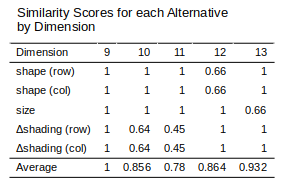 Similarity Scores for each Alternative
by Dimension
Dimension 9 10 11 12 13
shape (row) 1 1 1 0.66 1
shape (col) 1 1 1 0.66 1
size 1 1 1 1 0.66
Δshading (row) 1 0.64 0.45 1 1
Δshading (col) 1 0.64 0.45 1 1
Average 1 0.856 0.78 0.864 0.932